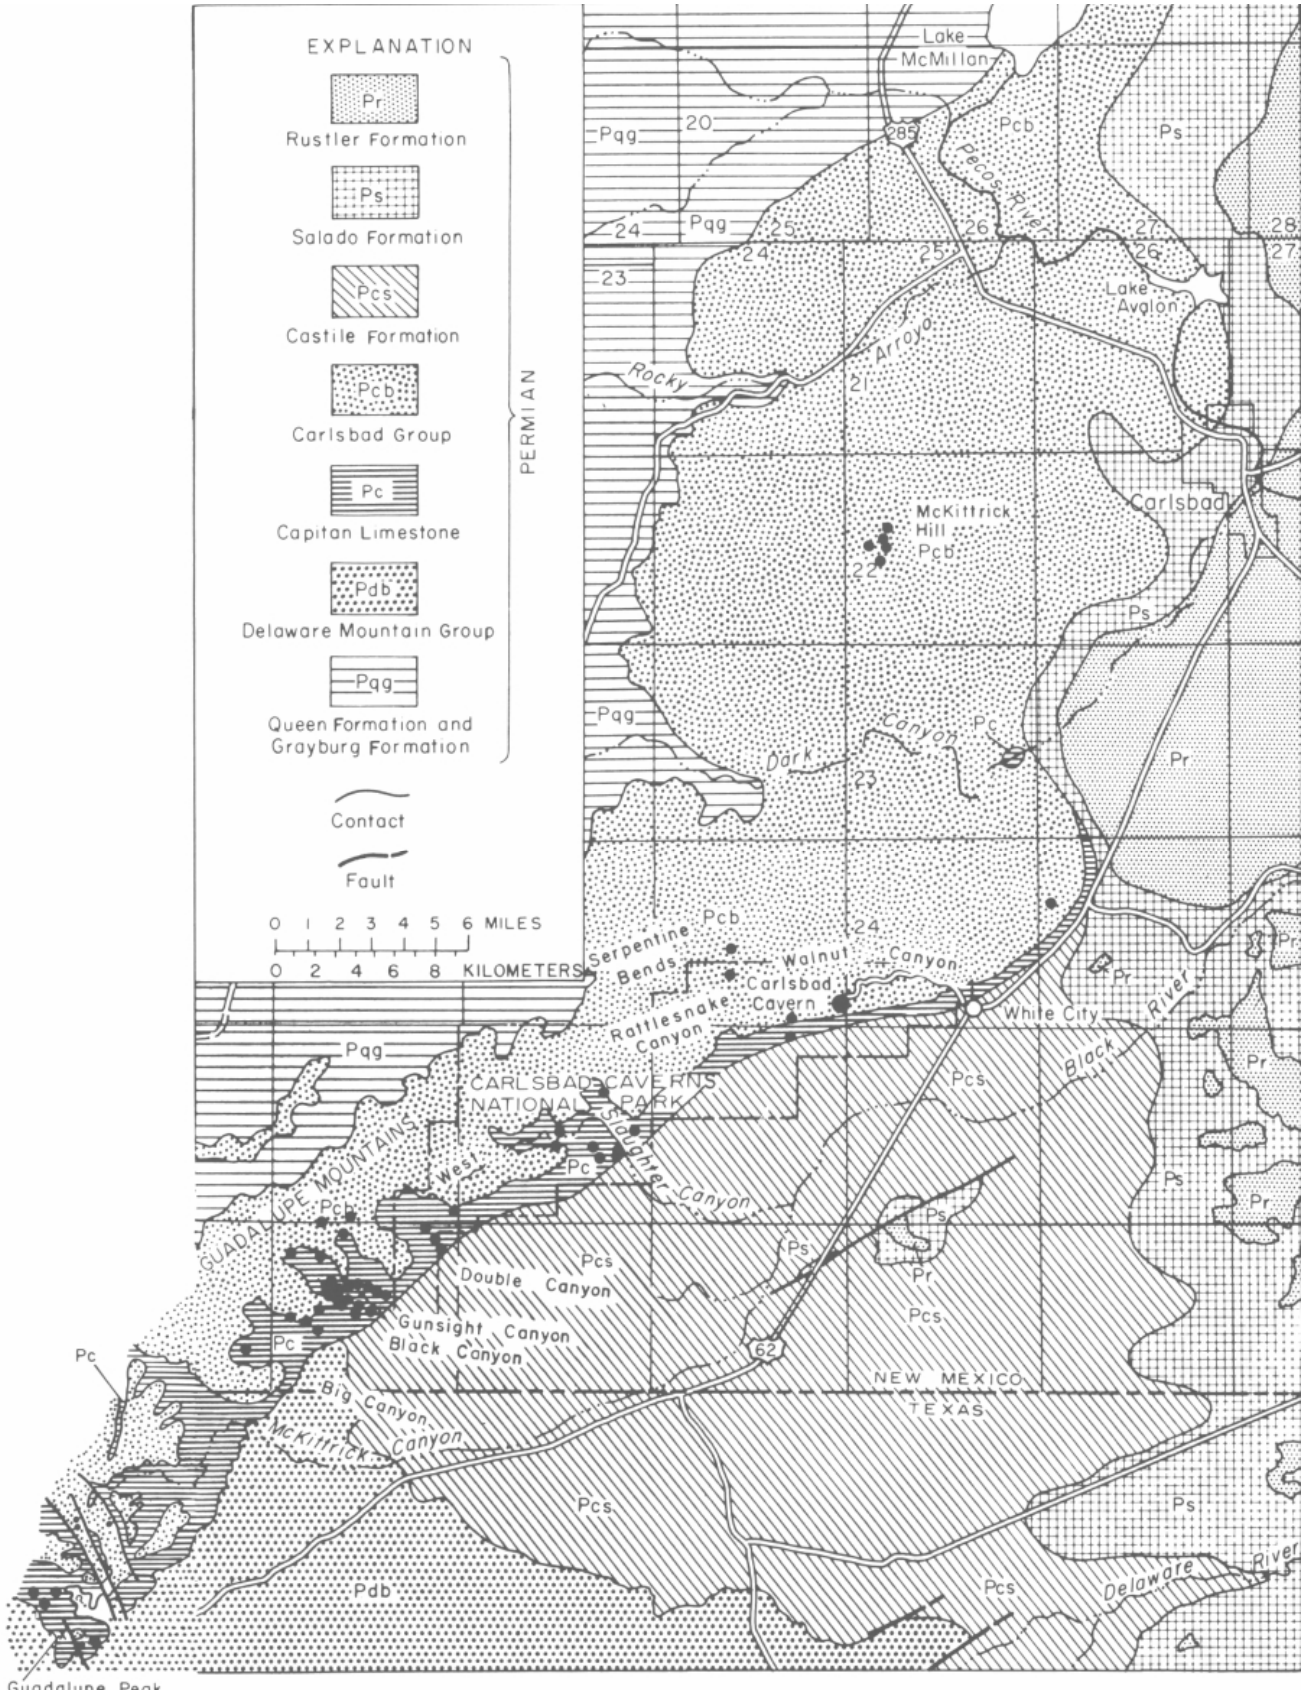 EXPLANATION
Pr
Rustler Formation
Ps
Salado Formation
Pcs
Castile Formation
Pcb
Carlsbad Group
Pc
Capitan Limestone
Pdb
Delaware Mountain Group
Pqg
Queen Formation and
Grayburg Formation
PERMIAN
Contact
Fault
0 1 2 3 4 5 6 MILES
0 2 4 6 8 KILOMETERS
Lake
McMillan
Pqg
20
285
Pcb
Ps
Pecos River
Pqg
24
25
26
27
28
23
24
25
26
27
Lake
Avalon
Rocky Arroyo
21
McKittrick
Hill
Pcb
22
Carlsbad
Ps
Pqg
Dark Canyon
Pc
23
Pr
Pcb
24
Serpentine
Bends
Walnut Canyon
Carlsbad
Cavern
Rattlesnake
Canyon
White City
Pr
Pr
Black River
Pqg
CARLSBAD CAVERNS
NATIONAL PARK
Pcs
Pr
GUADALUPE MOUNTAINS
West
Pc
Slaughter Canyon
Ps
Pr
Pcb
Pcs
Ps
Ps
Pr
Double Canyon
Pcs
Gunsight Canyon
Black Canyon
Pc
62
Pc
NEW MEXICO
TEXAS
Big Canyon
McKittrick Canyon
Pcs
Ps
Pdb
Pcs
Delaware River
Guadalupe Peak